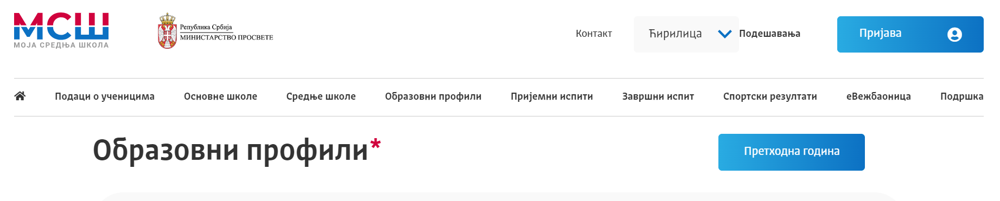 МСШ
МОЈА СРЕДЊА ШКОЛА
Република Србија
МИНИСТАРСТВО ПРОСВЕТЕ
Контакт
Ћирилица
Подешавања
Пријава
Подаци о ученицима
Основне школе
Средње школе
Образовни профили
Пријемни испити
Завршни испит
Спортски резултати
еВежбаоница
Подршка
Образовни профили*
Претходна година